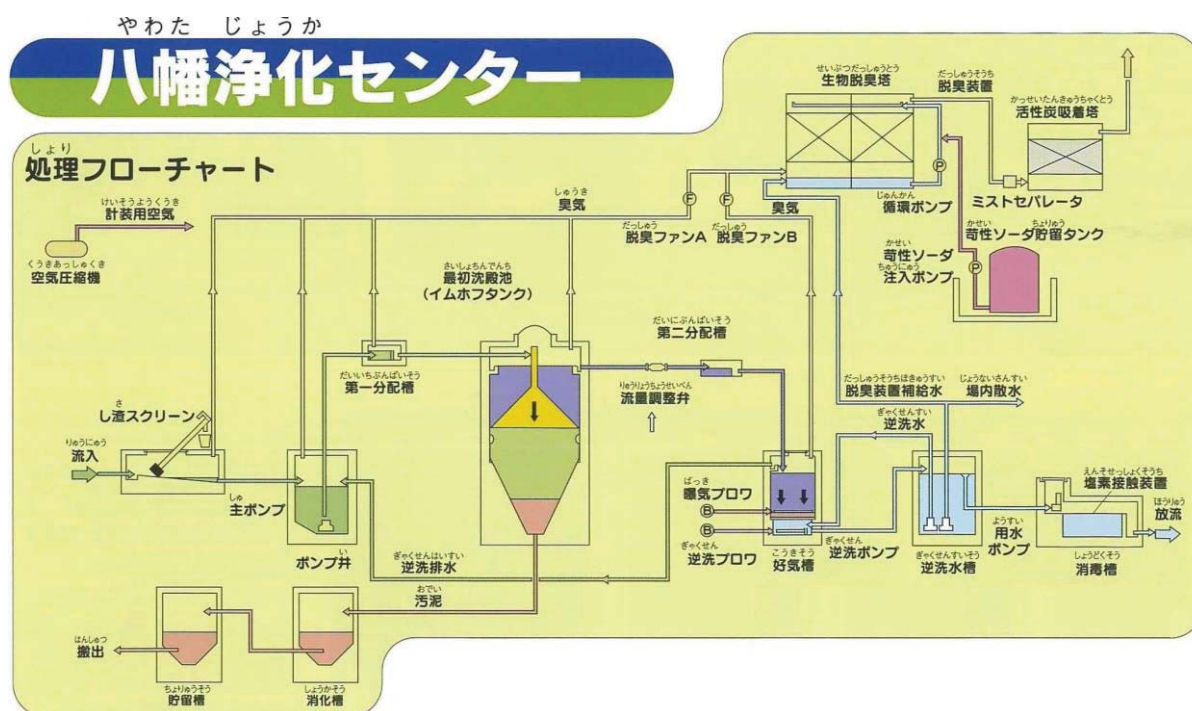 やわた じょうか
八幡浄化センター
しょり
処理フローチャート
けいそうようくうき
計装用空気
くうきあっしゅくき
空気圧縮機
しゅうき
臭気
だっしゅう
脱臭ファンA
だっしゅう
脱臭ファンB
臭気
せいぶつだっしゅうとう
生物脱臭塔
だっしゅうそうち
脱臭装置
かっせいたんきゅうちゃくとう
活性炭吸着塔
じゅんかん
循環ポンプ
ミストセパレータ
かせい ちょりゅう
苛性ソーダ貯留タンク
かせい
苛性ソーダ
ちゅうにゅう
注入ポンプ
F
F
P
P
さいしょちんでんち
最初沈殿池
(イムホフタンク)
だいいちぶんぱいそう
第一分配槽
だいにぶんぱいそう
第二分配槽
りゅうりょうちょうせいべん
流量調整弁
だっしゅうそうちほきゅうすい
脱臭装置補給水
じょうないさんすい
場内散水
ぎゃくせんすい
逆洗水
さ
し渣スクリーン
りゅうにゅう
流入
しゅ
主ポンプ
い
ポンプ井
ぎゃくせんはいすい
逆洗排水
ばっき
曝気ブロワ
B
ぎゃくせん
逆洗ブロワ
B
こうきそう
好気槽
ぎゃくせん
逆洗ポンプ
ぎゃくせんすいそう
逆洗水槽
ようすい
用水
ポンプ
えんそせっしょくそうち
塩素接触装置
ほうりゅう
放流
しょうどくそう
消毒槽
おでい
汚泥
はんしゅつ
搬出
ちょりゅうそう
貯留槽
しょうかそう
消化槽